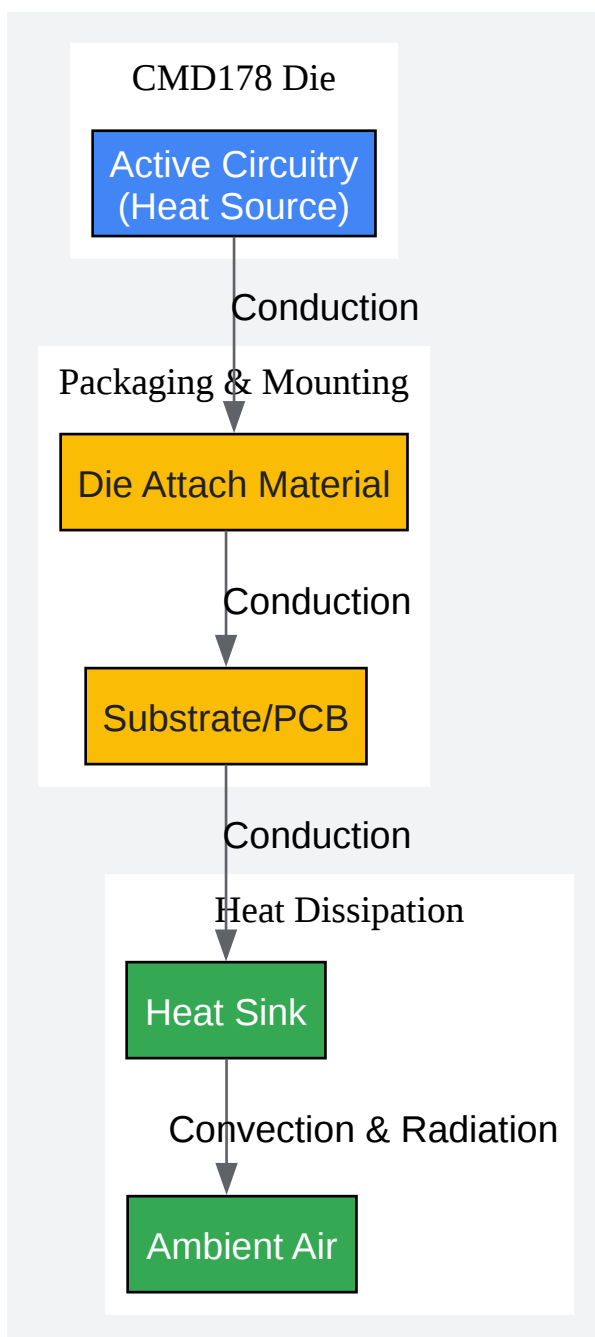 CMD178 Die
Active Circuitry
(Heat Source)
Conduction
Packaging & Mounting
Die Attach Material
Conduction
Substrate/PCB
Conduction
Heat Dissipation
Heat Sink
Convection & Radiation
Ambient Air